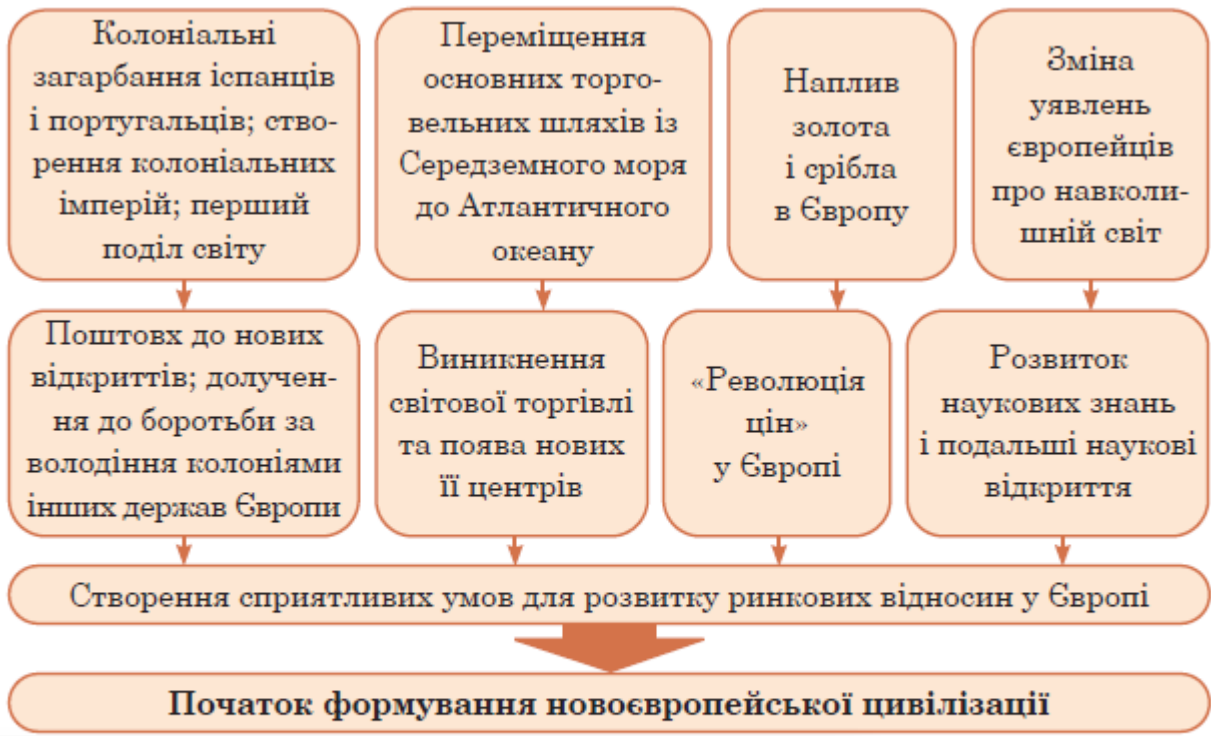 Колоніальні
загарбання іспанців
і португальців; ство-
рення колоніальних
імперій; перший
поділ світу
Переміщення
основних торго-
вельних шляхів із
Середземного моря
до Атлантичного
океану
Наплив
золота
і срібла
в Європу
Зміна
уявлень
європейців
про навколи-
шній світ
Поштовх до нових
відкриттів; долучен-
ня до боротьби за
володіння колоніями
інших держав Європи
Виникнення
світової торгівлі
та поява нових
її центрів
«Революція
цін»
у Європі
Розвиток
наукових знань
і подальші наукові
відкриття
Створення сприятливих умов для розвитку ринкових відносин у Європі
Початок формування новоєвропейської цивілізації